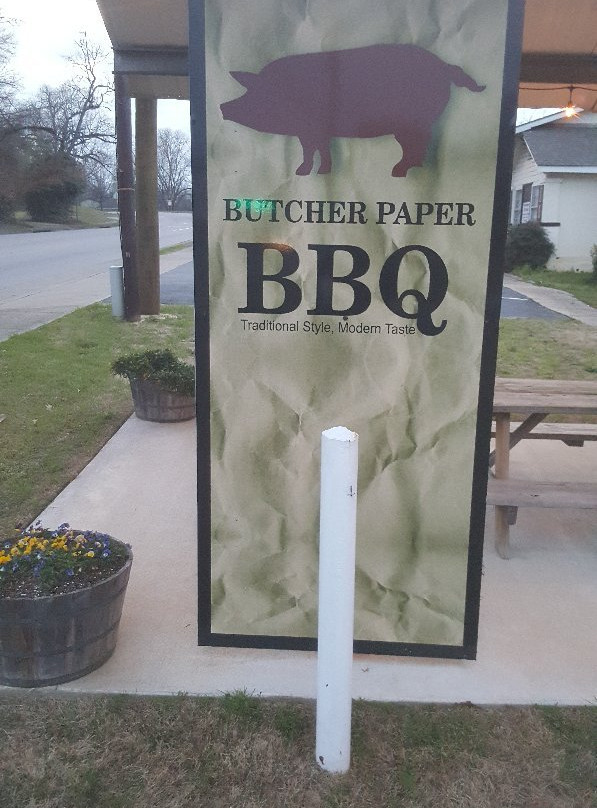 BUTCHER PAPER
BBQ
Traditional Style, Modern Taste